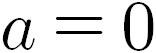 a = 0